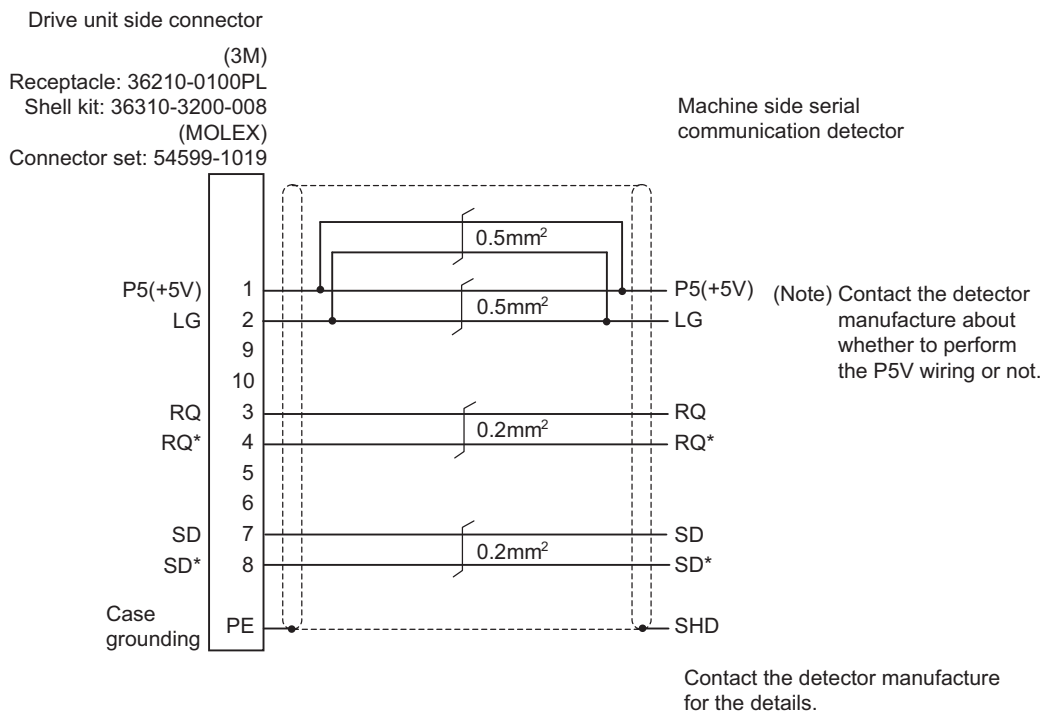 Drive unit side connector
(3M)
Receptacle: 36210-0100PL
Shell kit: 36310-3200-008
(MOLEX)
Connector set: 54599-1019
Machine side serial
communication detector
0.5mm²
P5(+5V) 1 P5(+5V)
0.5mm²
LG 2 LG
(Note) Contact the detector
manufacture about
whether to perform
the P5V wiring or not.
9
10
RQ 3 RQ
0.2mm²
RQ* 4 RQ*
5
6
SD 7 SD
0.2mm²
SD* 8 SD*
Case
grounding
PE SHD
Contact the detector manufacture
for the details.